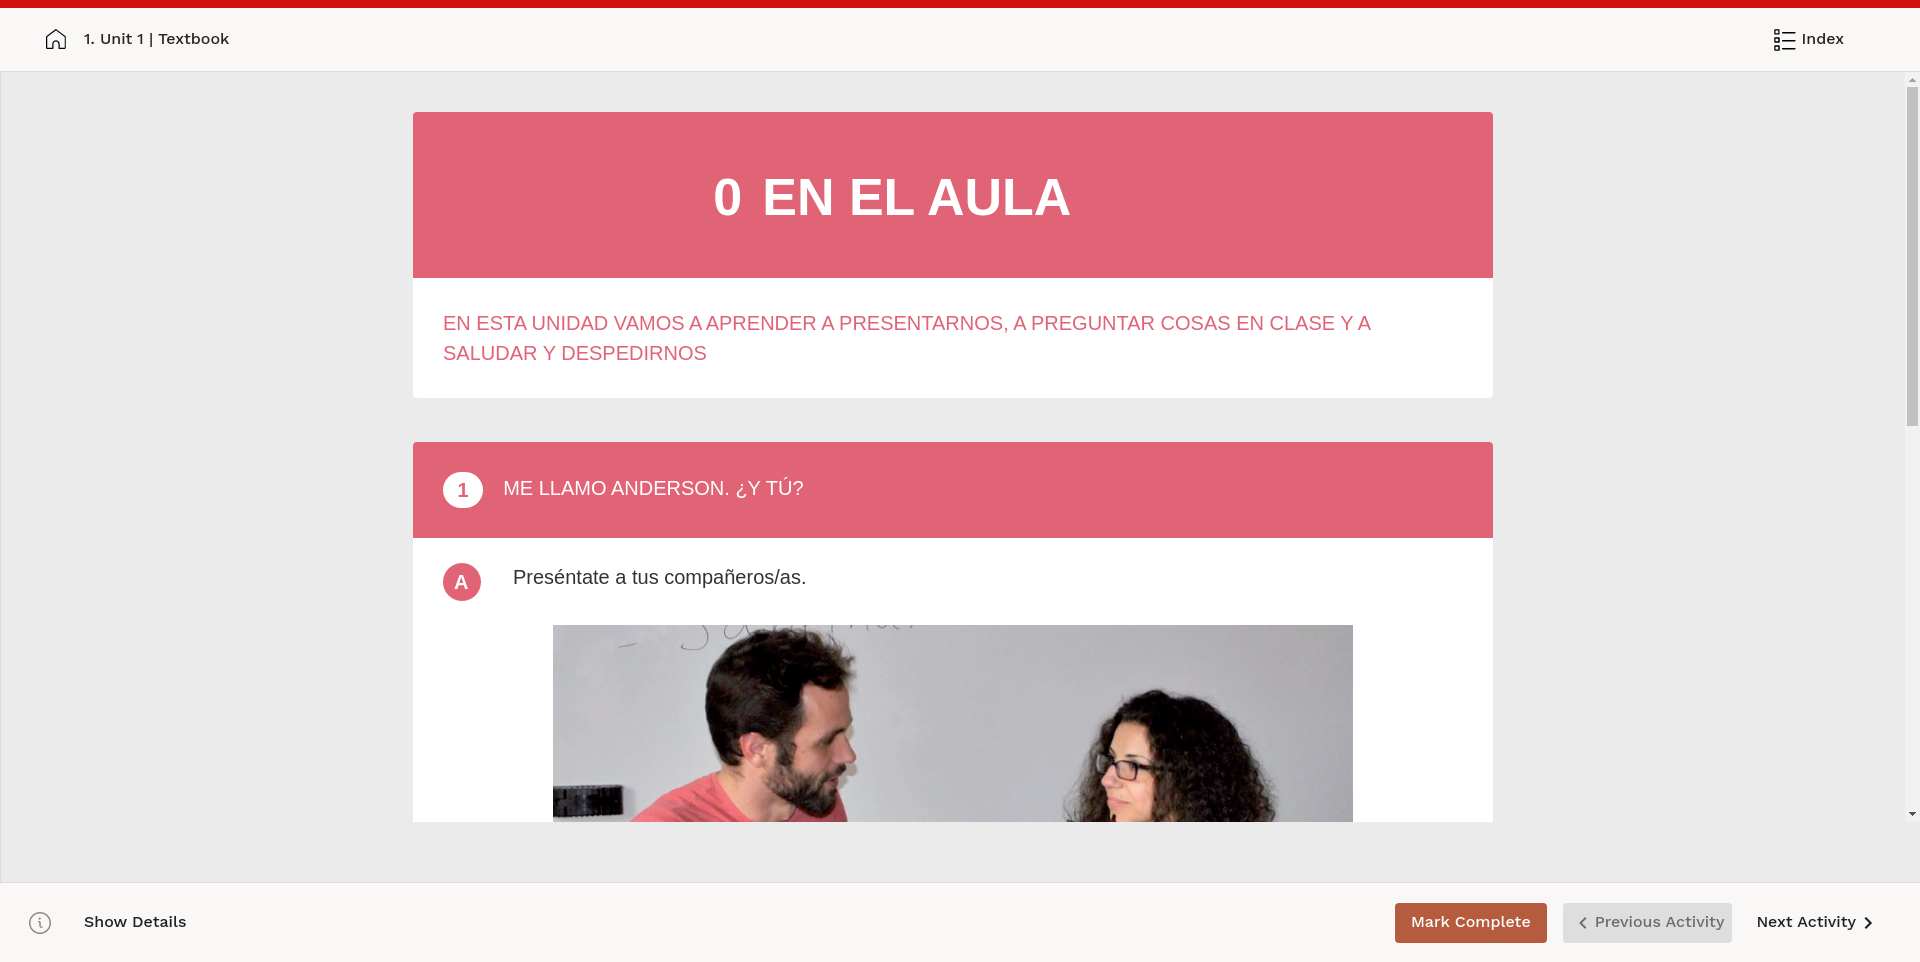 1. Unit 1 | Textbook
Index
0 EN EL AULA
EN ESTA UNIDAD VAMOS A APRENDER A PRESENTARNOS, A PREGUNTAR COSAS EN CLASE Y A
SALUDAR Y DESPEDIRNOS
1 ME LLAMO ANDERSON. ¿Y TÚ?
A Preséntate a tus compañeros/as.
Show Details
Mark Complete
Previous Activity
Next Activity